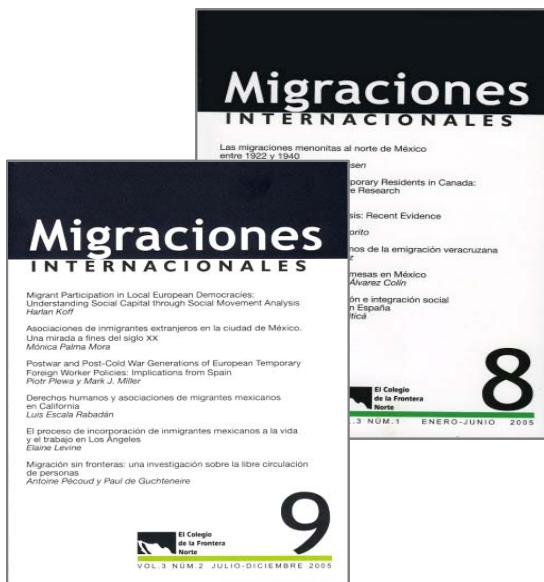 Migraciones
INTERNACIONALES
Las migraciones menonitas al norte de México
entre 1922 y 1940
porary Residents in Canada:
e Research
sis: Recent Evidence
orito
nos de la emigración veracruzana
mesas en México
Álvarez Colín
ón e integración social
n España
8
El Colegio
de la Frontera
Norte
.3 NÚM.1 ENERO-JUNIO 2005
Migraciones
INTERNACIONALES
Migrant Participation in Local European Democracies:
Understanding Social Capital through Social Movement Analysis
Harlan Koff
Asociaciones de inmigrantes extranjeros en la ciudad de México.
Una mirada a fines del siglo XX
Mónica Palma Mora
Postwar and Post-Cold War Generations of European Temporary
Foreign Worker Policies: Implications from Spain
Piotr Plewa y Mark J. Miller
Derechos humanos y asociaciones de migrantes mexicanos
en California
Luis Escala Rabadán
El proceso de incorporación de inmigrantes mexicanos a la vida
y el trabajo en Los Ángeles
Elaine Levine
Migración sin fronteras: una investigación sobre la libre circulación
de personas
Antoine Pécoud y Paul de Guchteneire
9
El Colegio
de la Frontera
Norte
VOL.3 NÚM.2 JULIO-DICIEMBRE 2005